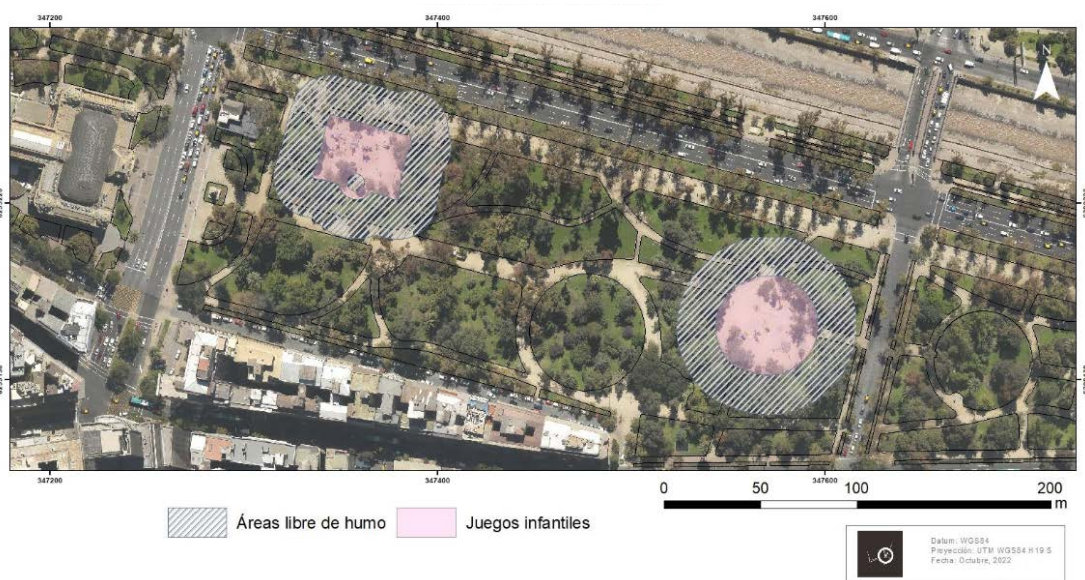 347200 347400 347600
N
347200 347400 347600
0 50 100 200
m
Áreas libre de humo Juegos infantiles
Datum: WGS84
Proyección: UTM WGS84 H 19 S
Fecha: Octubre, 2022